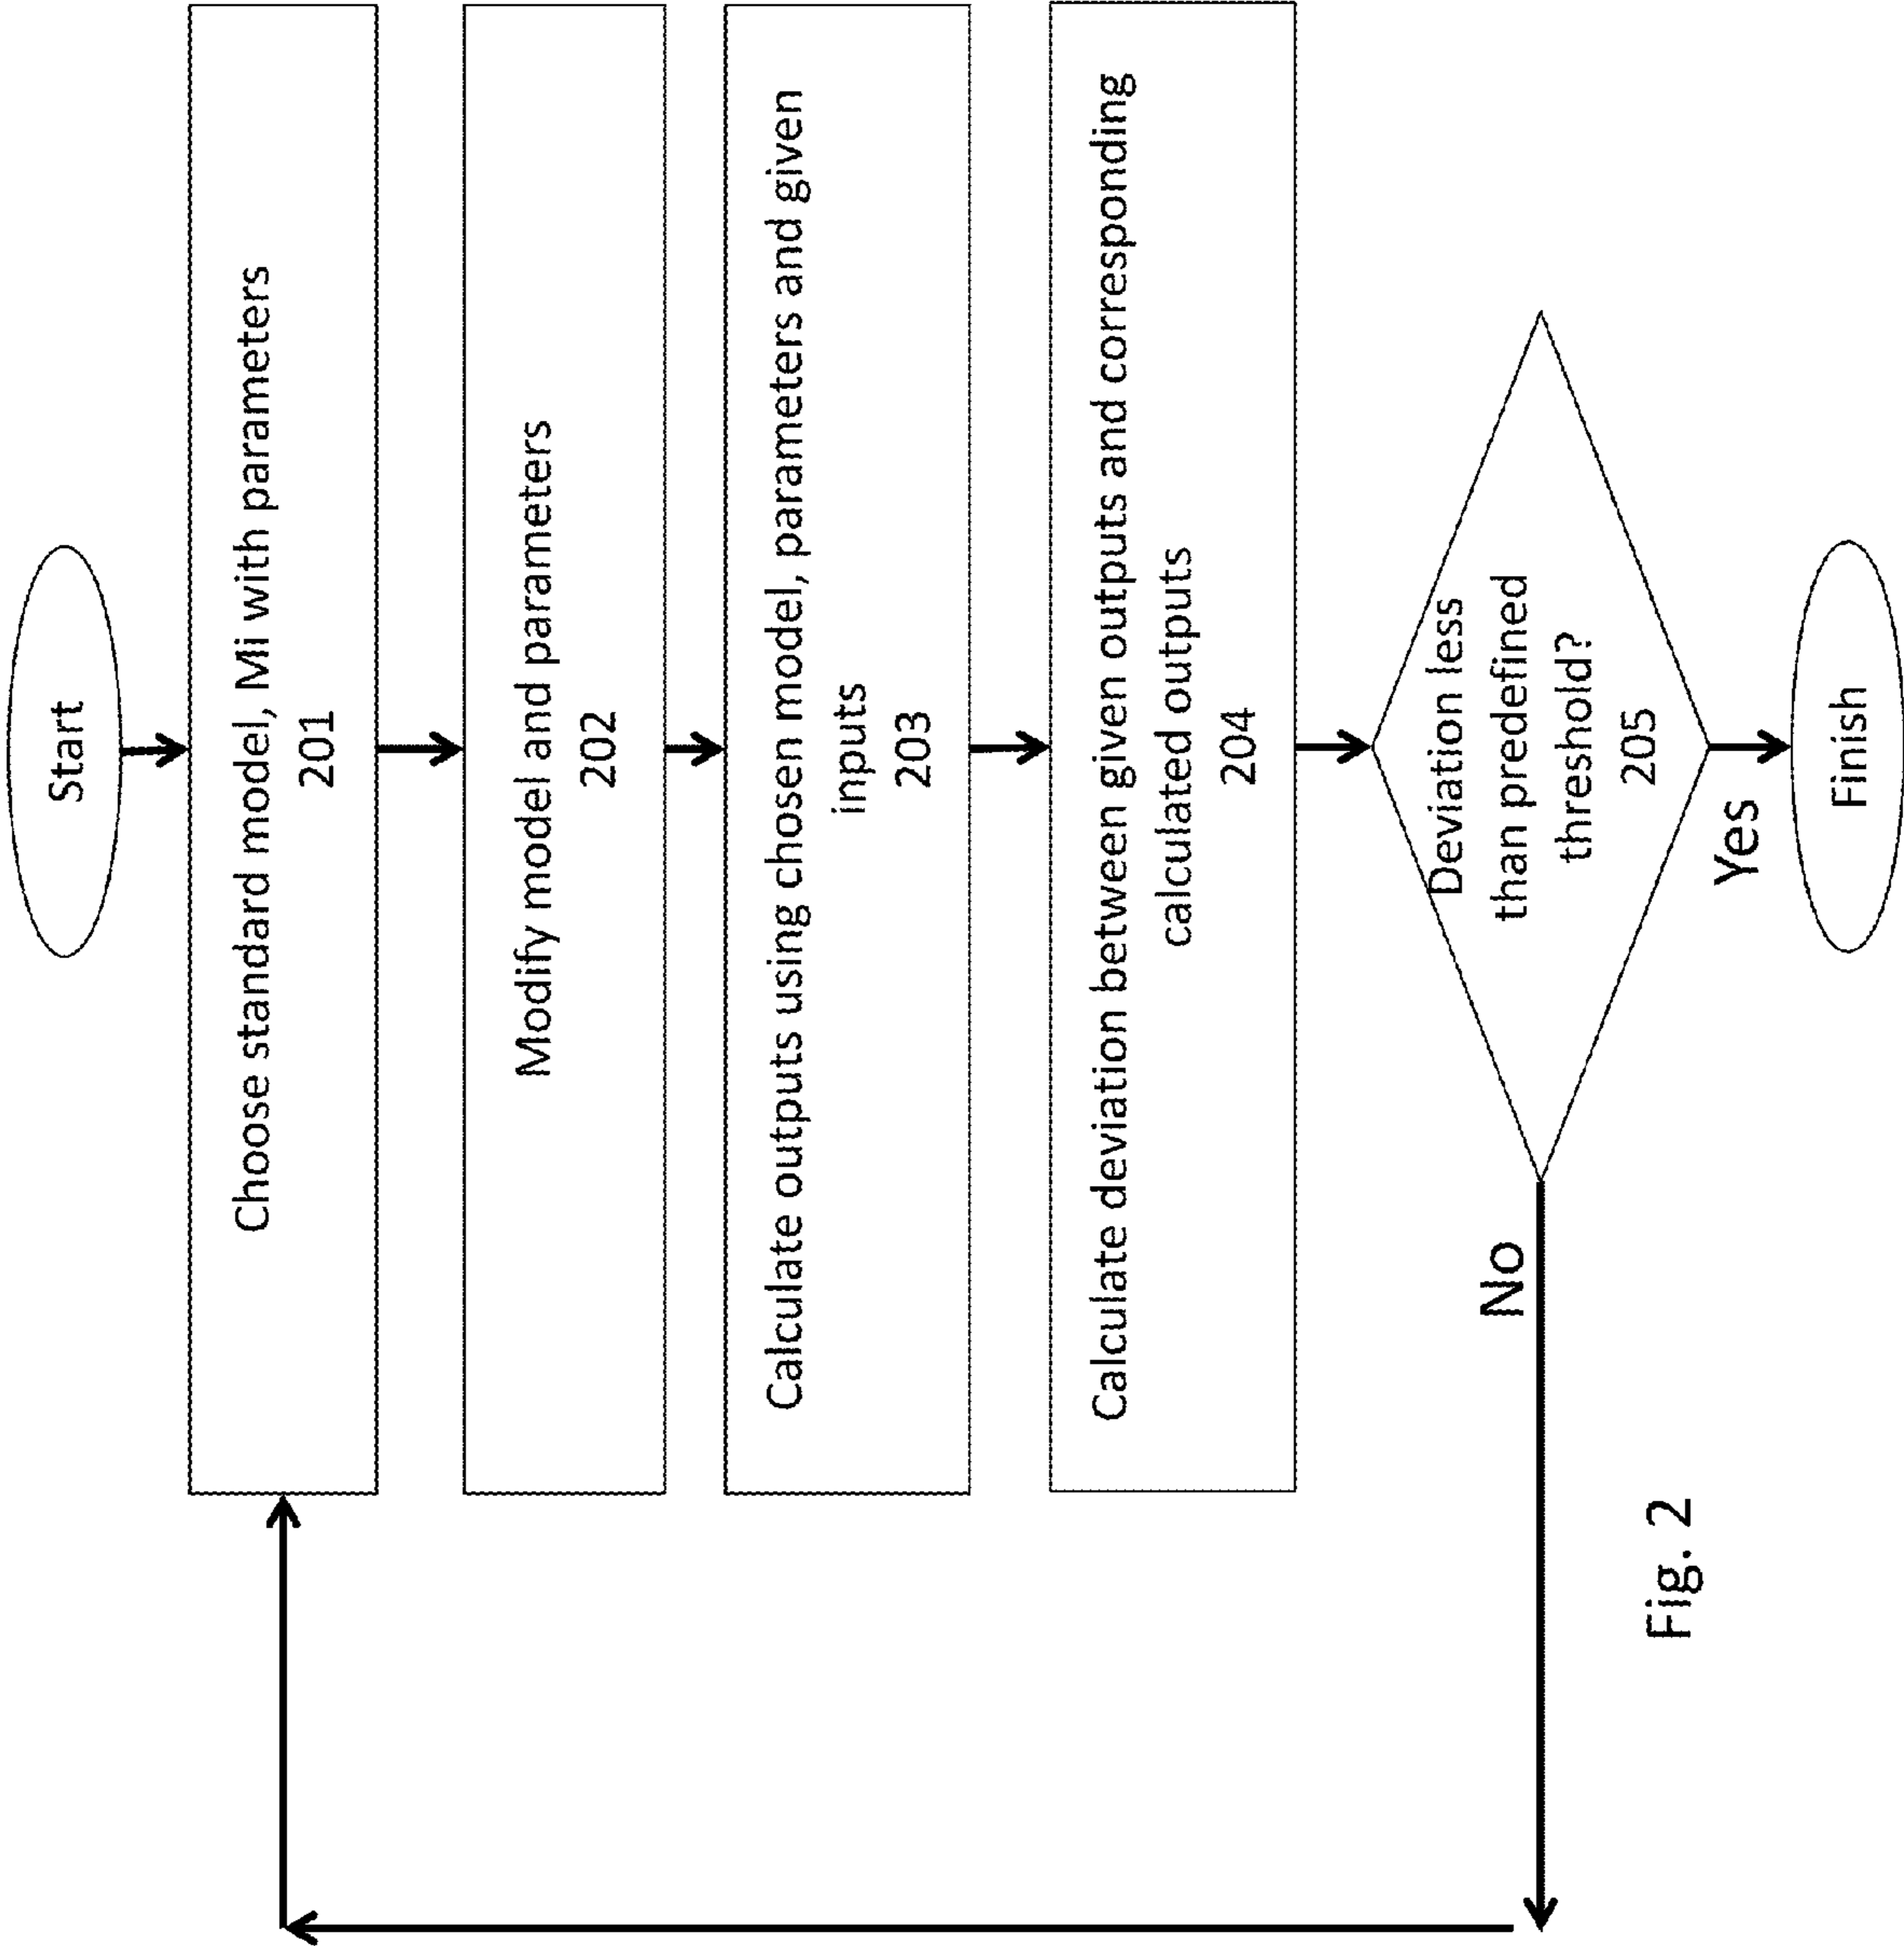 Start
Choose standard model, Mi with parameters
201
Modify model and parameters
202
Calculate outputs using chosen model, parameters and given
inputs
203
Calculate deviation between given outputs and corresponding
calculated outputs
204
Deviation less
than predefined
threshold?
205
No
Yes
Finish
Fig. 2